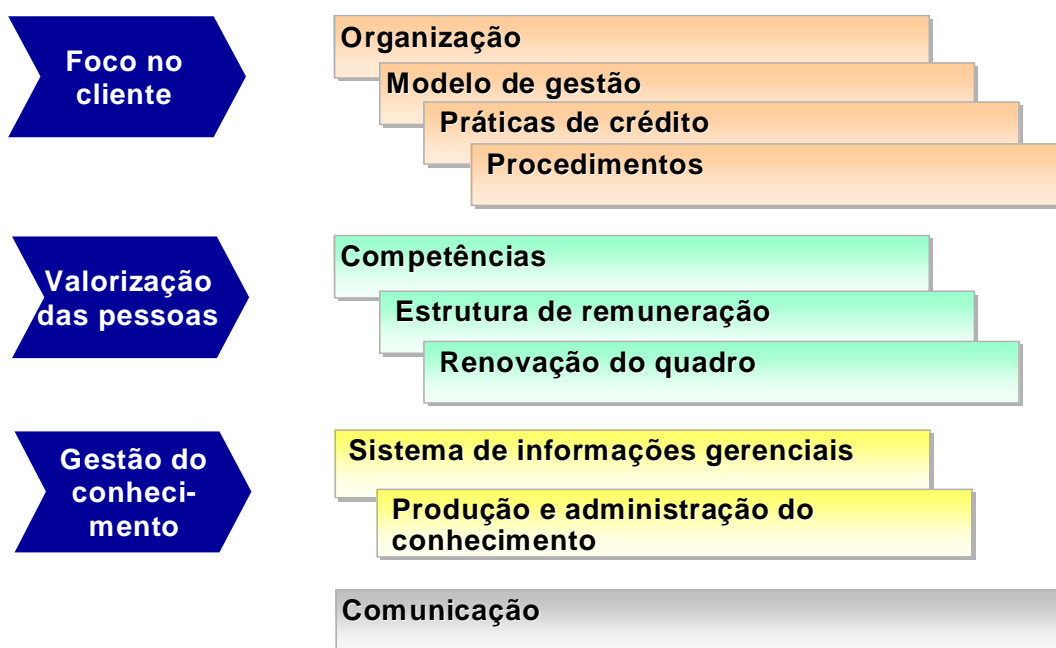 Foco no
cliente
Organização
Modelo de gestão
Práticas de crédito
Procedimentos
Valorização
das pessoas
Competências
Estrutura de remuneração
Renovação do quadro
Gestão do
conheci-
mento
Sistema de informações gerenciais
Produção e administração do
conhecimento
Comunicação